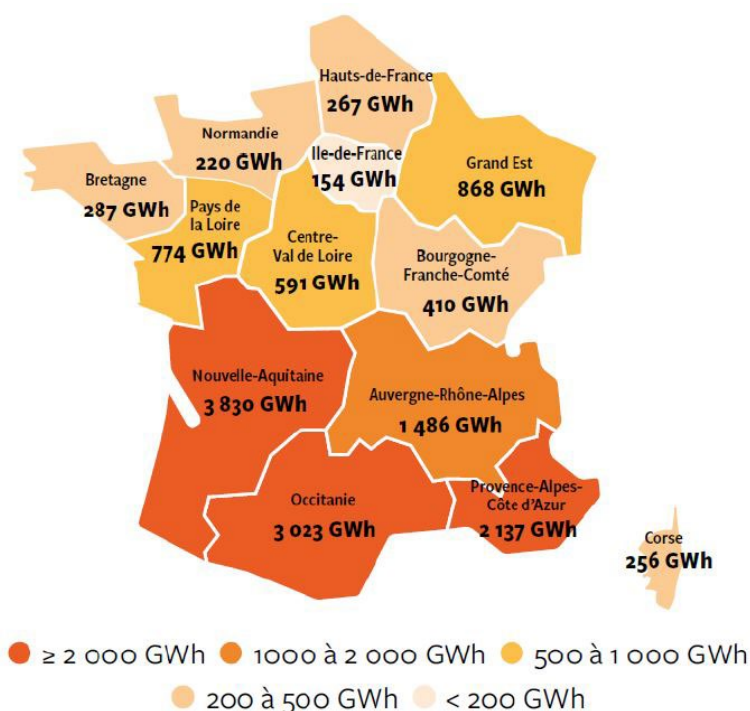 Hauts-de-France
267 GWh
Normandie
220 GWh
Ile-de-France
154 GWh
Grand Est
868 GWh
Bretagne
287 GWh
Pays de
la Loire
774 GWh
Centre-
Val de Loire
591 GWh
Bourgogne-
Franche-Comté
410 GWh
Nouvelle-Aquitaine
3 830 GWh
Auvergne-Rhône-Alpes
1 486 GWh
Occitanie
3 023 GWh
Provence-Alpes-
Côte d'Azur
2 137 GWh
Corse
256 GWh
≥ 2 000 GWh
1000 à 2 000 GWh
500 à 1 000 GWh
200 à 500 GWh
< 200 GWh